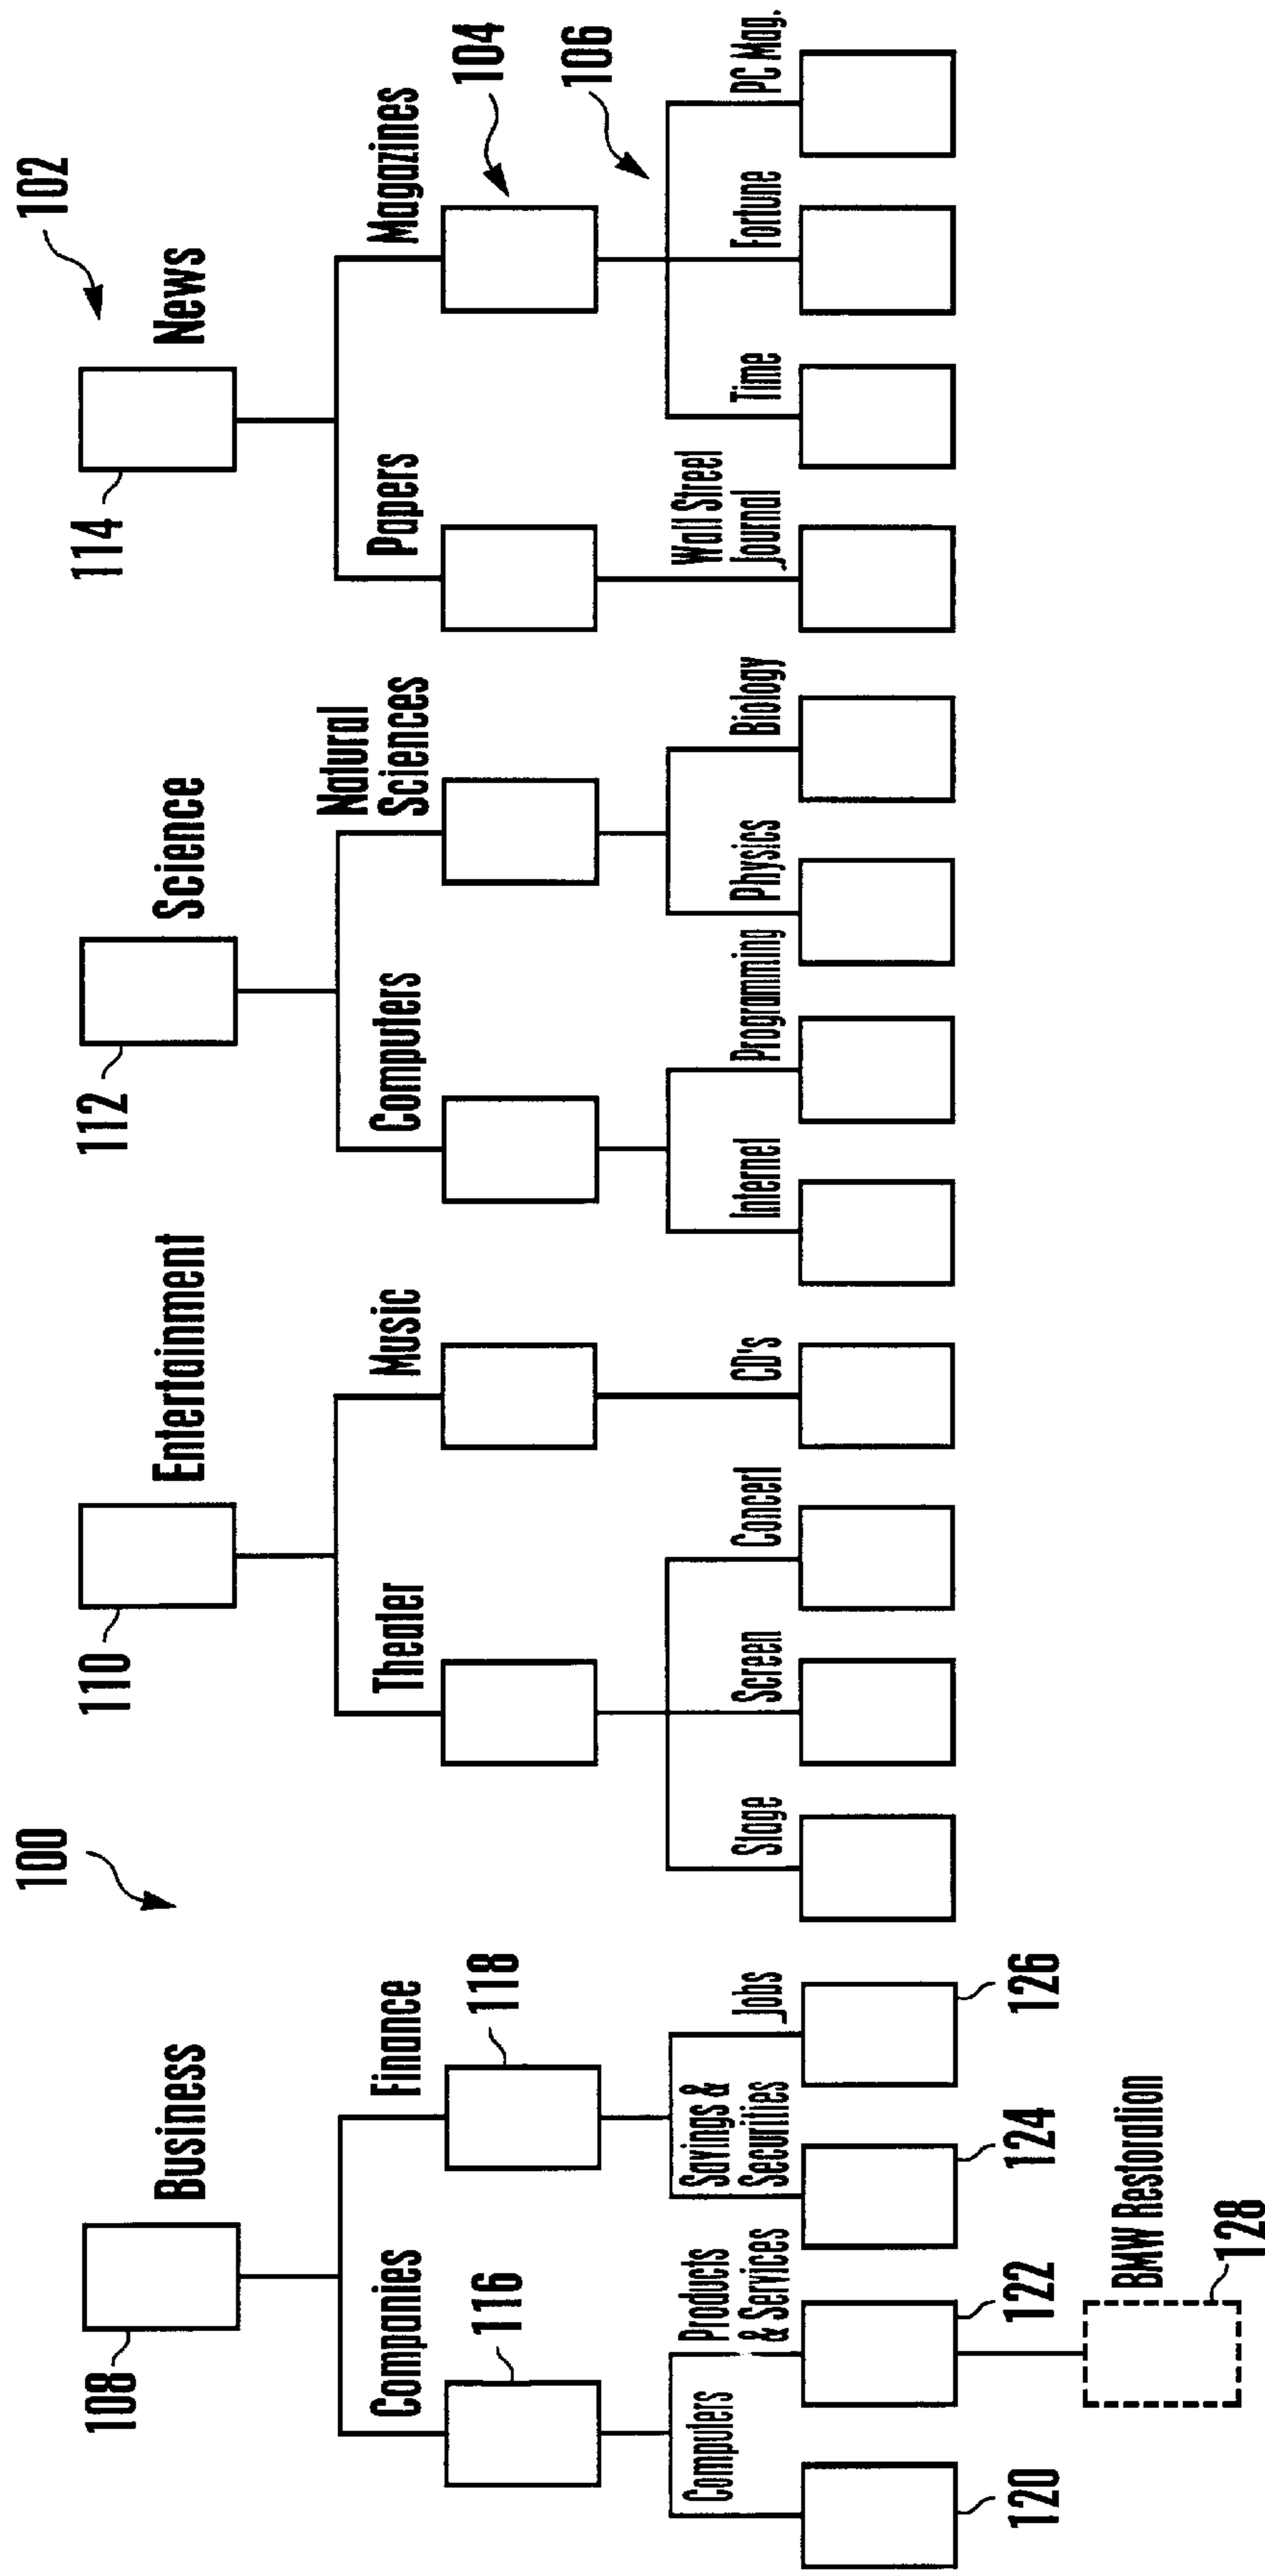 100
102
108
Business
110
Entertainment
112
Science
114
News
Companies
116
Finance
118
Theater
Music
Computers
Natural
Sciences
Papers
Magazines
104
106
Computers
Products
& Services
Savings &
Securities
Jobs
Stage
Screen
Concert
CD's
Internet
Programming
Physics
Biology
Wall Street
Journal
Time
Fortune
PC Mag.
120
122
124
126
BMW Restoration
128